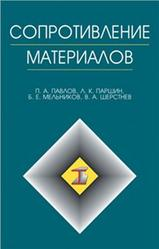 СОПРОТИВЛЕНИЕ
МАТЕРИАЛОВ
П. А. ПАВЛОВ, Л. К. ПАРШИН,
Б. Е. МЕЛЬНИКОВ, В. А. ШЕРСТНЕВ